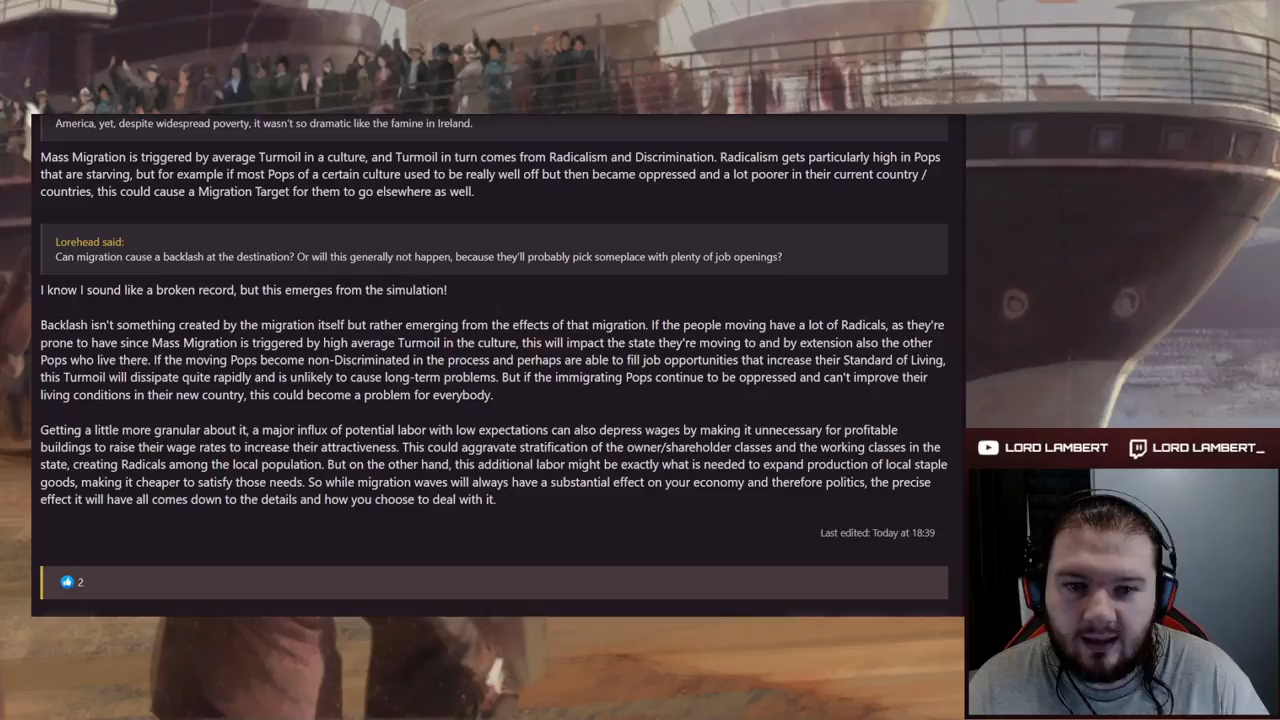 America, yet, despite widespread poverty, it wasn't so dramatic like the famine in Ireland.
Mass Migration is triggered by average Turmoil in a culture, and Turmoil in turn comes from Radicalism and Discrimination. Radicalism gets particularly high in Pops
that are starving, but for example if most Pops of a certain culture used to be really well off but then became oppressed and a lot poorer in their current country /
countries, this could cause a Migration Target for them to go elsewhere as well.
Lorehead said:
Can migration cause a backlash at the destination? Or will this generally not happen, because they'll probably pick someplace with plenty of job openings?
I know I sound like a broken record, but this emerges from the simulation!
Backlash isn't something created by the migration itself but rather emerging from the effects of that migration. If the people moving have a lot of Radicals, as they're
prone to have since Mass Migration is triggered by high average Turmoil in the culture, this will impact the state they're moving to and by extension also the other
Pops who live there. If the moving Pops become non-Discriminated in the process and perhaps are able to fill job opportunities that increase their Standard of Living,
this Turmoil will dissipate quite rapidly and is unlikely to cause long-term problems. But if the immigrating Pops continue to be oppressed and can't improve their
living conditions in their new country, this could become a problem for everybody.
Getting a little more granular about it, a major influx of potential labor with low expectations can also depress wages by making it unnecessary for profitable
buildings to raise their wage rates to increase their attractiveness. This could aggravate stratification of the owner/shareholder classes and the working classes in the
state, creating Radicals among the local population. But on the other hand, this additional labor might be exactly what is needed to expand production of local staple
goods, making it cheaper to satisfy those needs. So while migration waves will always have a substantial effect on your economy and therefore politics, the precise
effect it will have all comes down to the details and how you choose to deal with it.
Last edited: Today at 18:39
2
LORD LAMBERT
LORD LAMBERT_